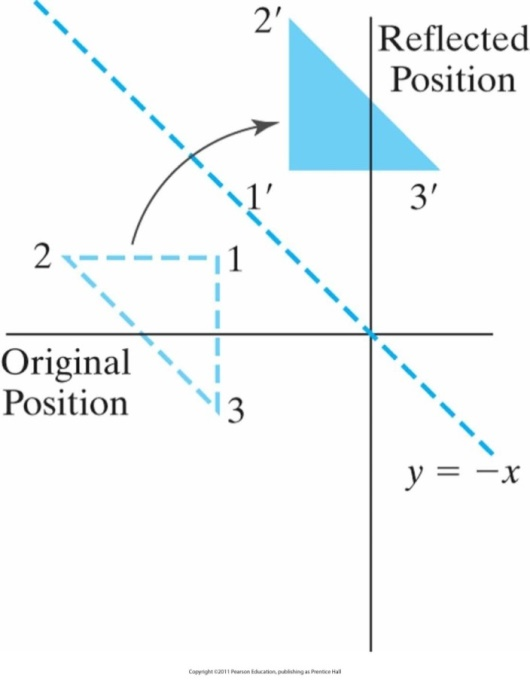 2′
Reflected
Position
1′
3′
2
1
Original
Position
3
y = −x
Copyright ©2011 Pearson Education, publishing as Prentice Hall